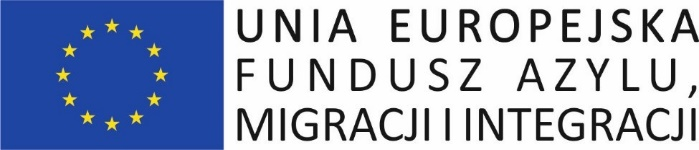 UNIA EUROPEJSKA
FUNDUSZ AZYLU,
MIGRACJI I INTEGRACJI